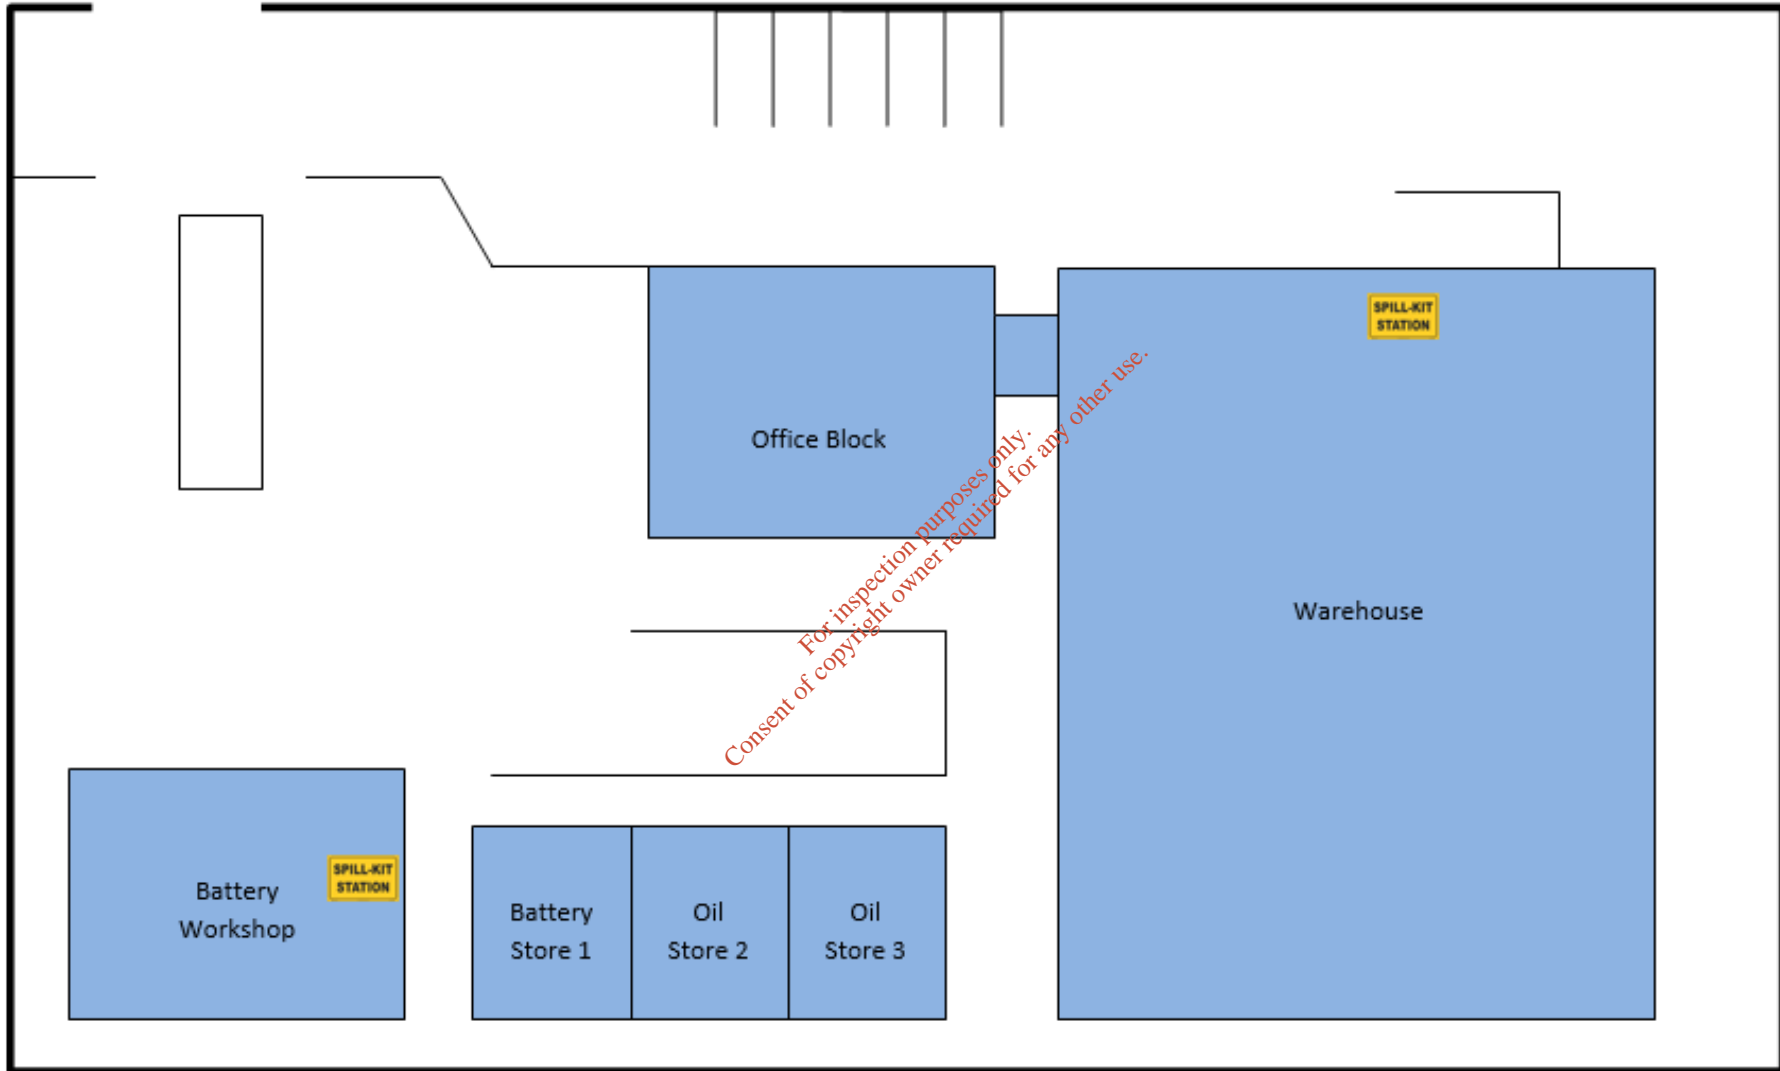 SPILL-KIT
STATION
Office Block
Warehouse
For inspection purposes only.
Consent of copyright owner required for any other use.
SPILL-KIT
STATION
Battery
Workshop
Battery
Store 1
Oil
Store 2
Oil
Store 3